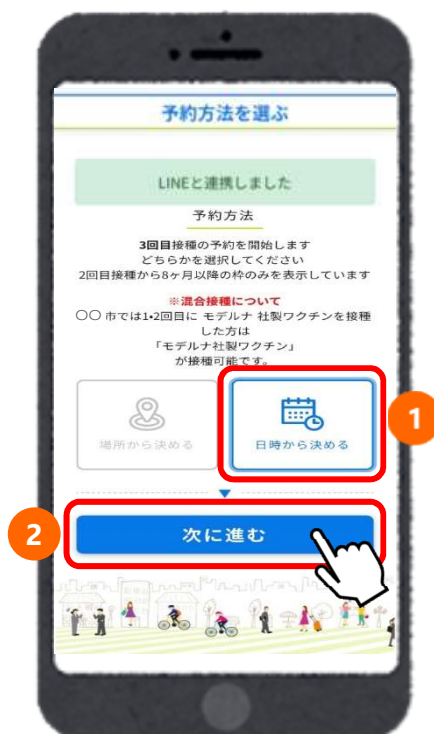 予約方法を選ぶ
LINEと連携しました
予約方法
3回目接種の予約を開始します
どちらかを選択してください
2回目接種から8ヶ月以降の枠のみを表示しています
※混合接種について
〇〇 市では1•2回目に モデルナ 社製ワクチンを接種
した方は
「モデルナ社製ワクチン」
が接種可能です。
場所から決める
日時から決める
1
2
次に進む